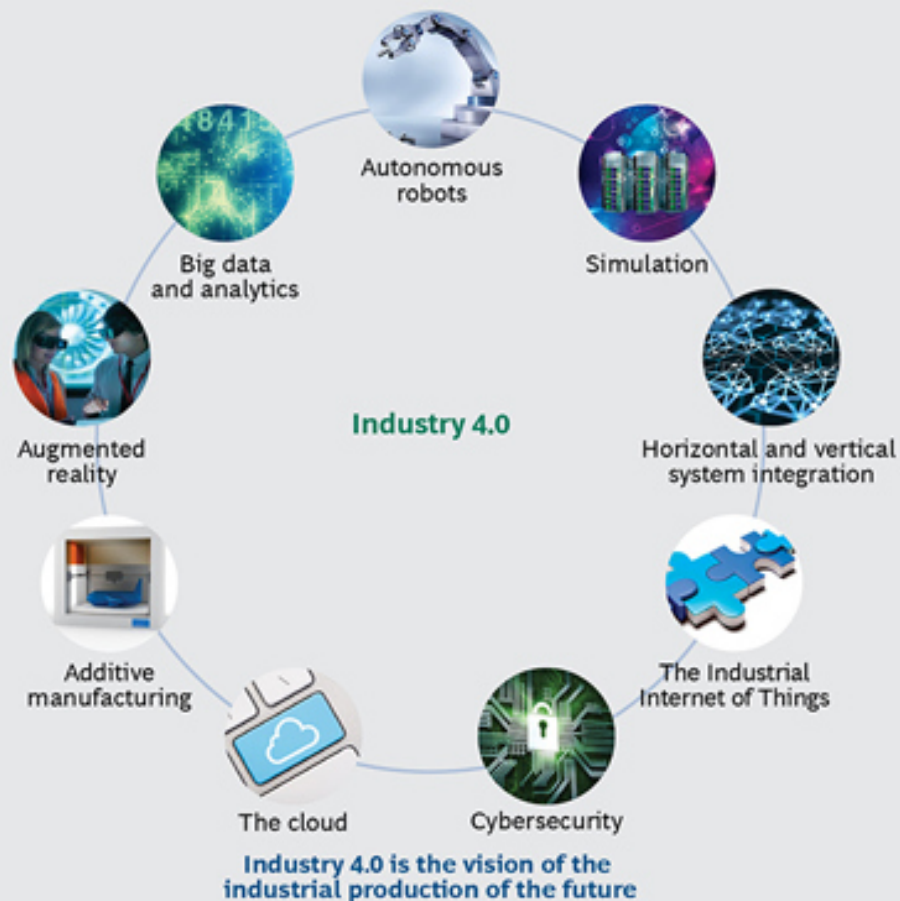 Autonomous
robots
Simulation
Horizontal and vertical
system integration
The Industrial
Internet of Things
Cybersecurity
The cloud
Additive
manufacturing
Augmented
reality
Big data
and analytics
Industry 4.0
Industry 4.0 is the vision of the
industrial production of the future